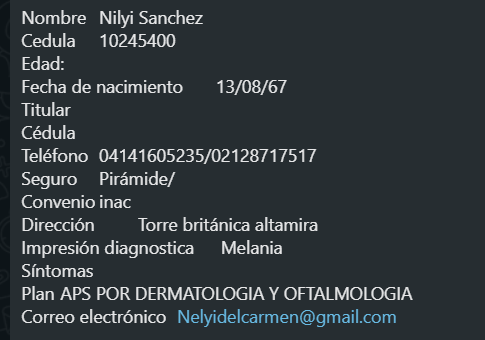 Nombre Nilyi Sanchez
Cedula 10245400
Edad:
Fecha de nacimiento 13/08/67
Titular
Cédula
Teléfono 04141605235/02128717517
Seguro Pirámide/
Convenio inac
Dirección Torre británica altamira
Impresión diagnostica Melania
Síntomas
Plan APS POR DERMATOLOGIA Y OFTALMOLOGIA
Correo electrónico Nelyidelcarmen@gmail.com